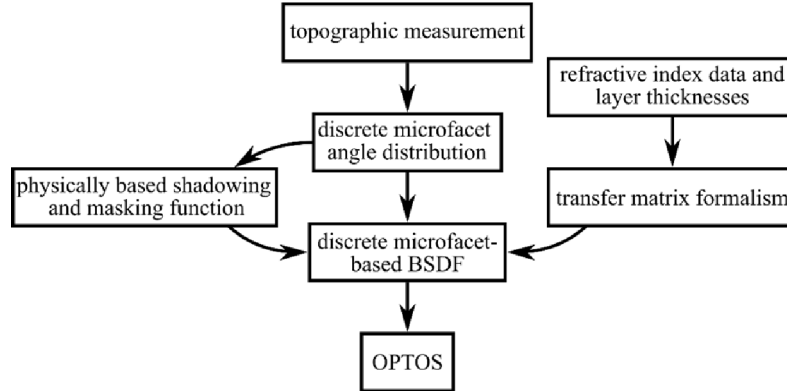 topographic measurement
refractive index data and
layer thicknesses
discrete microfacet
angle distribution
physically based shadowing
and masking function
transfer matrix formalism
discrete microfacet-
based BSDF
OPTOS